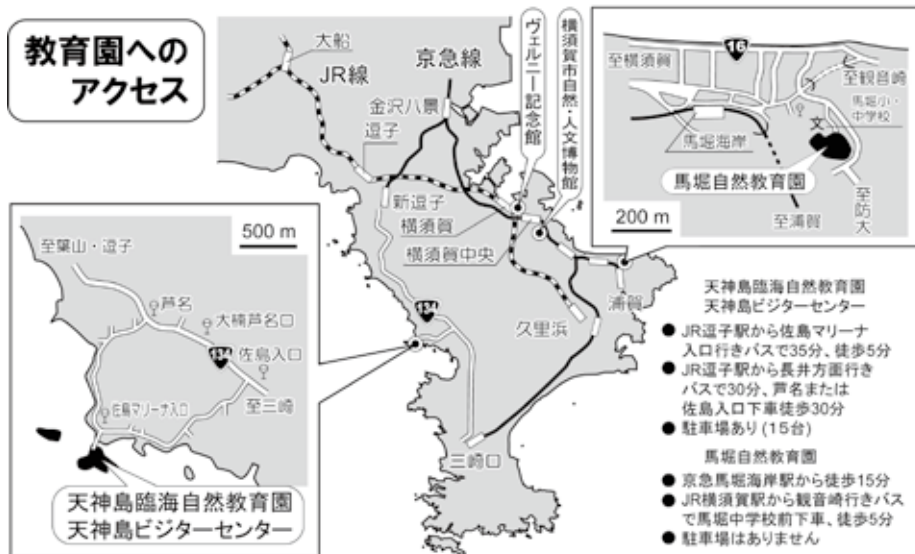 教育園への
アクセス
大船
JR線
京急線
金沢八景
逗子
新逗子
横須賀
横須賀中央
ヴェルニー記念館
横須賀市自然・人文博物館
浦賀
久里浜
134
三崎口
16
至横須賀
至観音崎
馬堀小・
中学校
文
馬堀海岸
馬堀自然教育園
200 m
至浦賀
至防大
500 m
至葉山・逗子
芦名
大楠芦名口
134
佐島入口
至三崎
佐島マリーナ入口
天神島臨海自然教育園
天神島ビジターセンター
天神島臨海自然教育園
天神島ビジターセンター
● JR逗子駅から佐島マリーナ
入口行きバスで35分、徒歩5分
● JR逗子駅から長井方面行き
バスで30分、芦名または
佐島入口下車徒歩30分
● 駐車場あり(15台)
馬堀自然教育園
● 京急馬堀海岸駅から徒歩15分
● JR横須賀駅から観音崎行きバス
で馬堀中学校前下車、徒歩5分
● 駐車場はありません